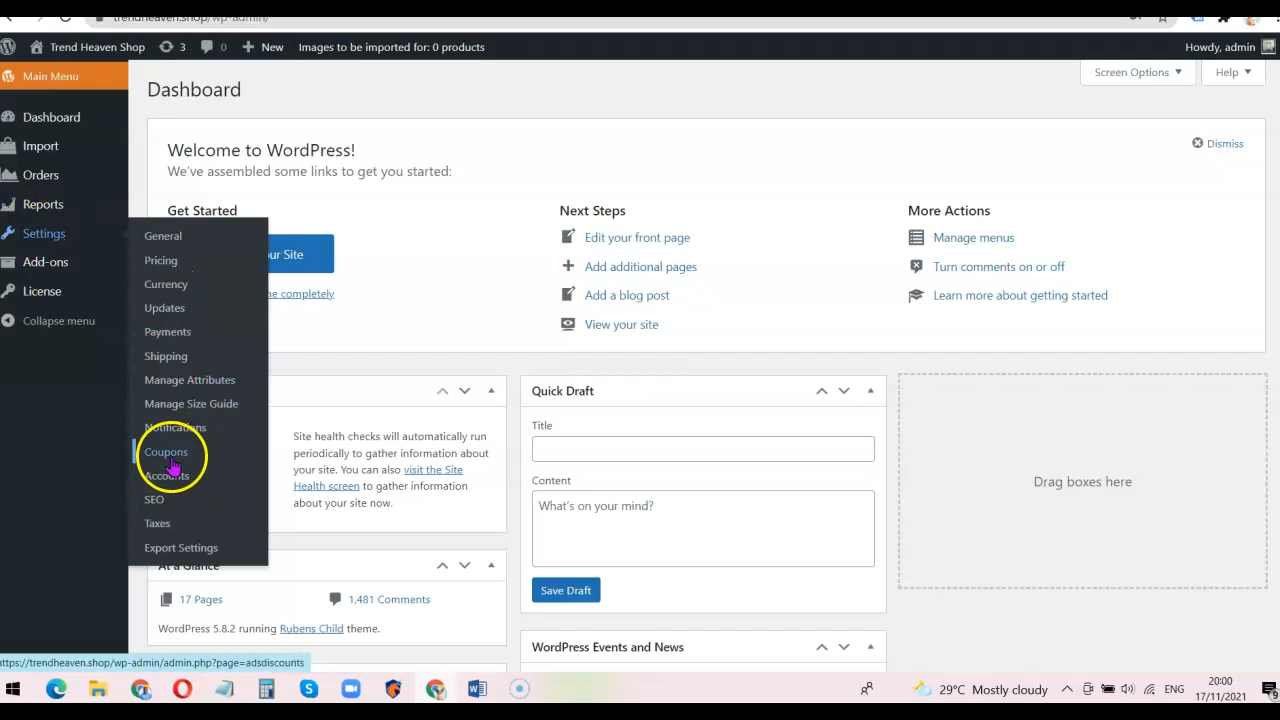 trendheaven.shop/wp-admin/
Trend Heaven Shop 3 0 New Images to be imported for: 0 products Howdy, admin
Main Menu
Dashboard
Import
Orders
Reports
Settings
Add-ons
License
Collapse menu
General
Pricing
Currency
Updates
Payments
Shipping
Manage Attributes
Manage Size Guide
Notifications
Coupons
Accounts
SEO
Taxes
Export Settings
Dashboard
Screen Options Help
Welcome to WordPress!
We've assembled some links to get you started:
Dismiss
Get Started
ur Site
me completely
Next Steps
Edit your front page
Add additional pages
Add a blog post
View your site
More Actions
Manage menus
Turn comments on or off
Learn more about getting started
Site health checks will automatically run
periodically to gather information about
your site. You can also visit the Site
Health screen to gather information
about your site now.
At a Glance
17 Pages 1,481 Comments
WordPress 5.8.2 running Rubens Child theme.
Quick Draft
Title
Content
What's on your mind?
Save Draft
WordPress Events and News
Drag boxes here
https://trendheaven.shop/wp-admin/admin.php?page=adsdiscounts
29°C Mostly cloudy
ENG
20:00
17/11/2021
9